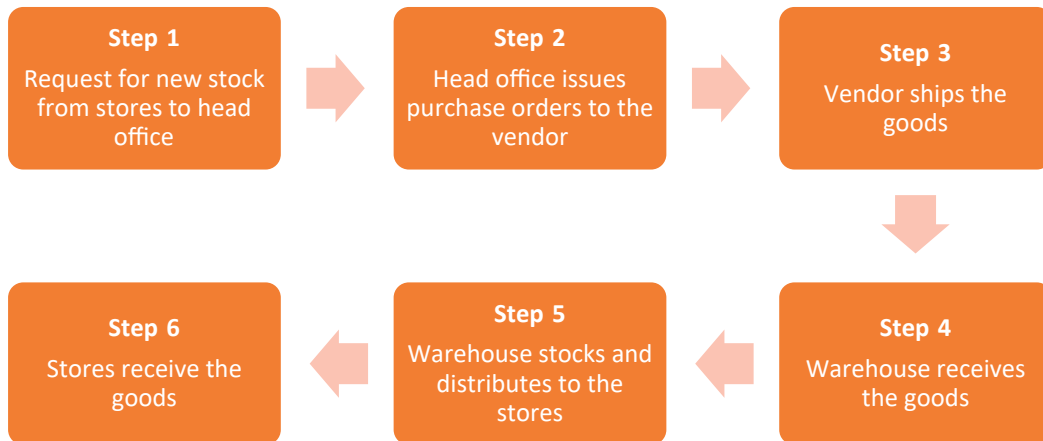 Step 1
Request for new stock
from stores to head
office
Step 2
Head office issues
purchase orders to the
vendor
Step 3
Vendor ships the
goods
Step 4
Warehouse receives
the goods
Step 5
Warehouse stocks and
distributes to the
stores
Step 6
Stores receive the
goods